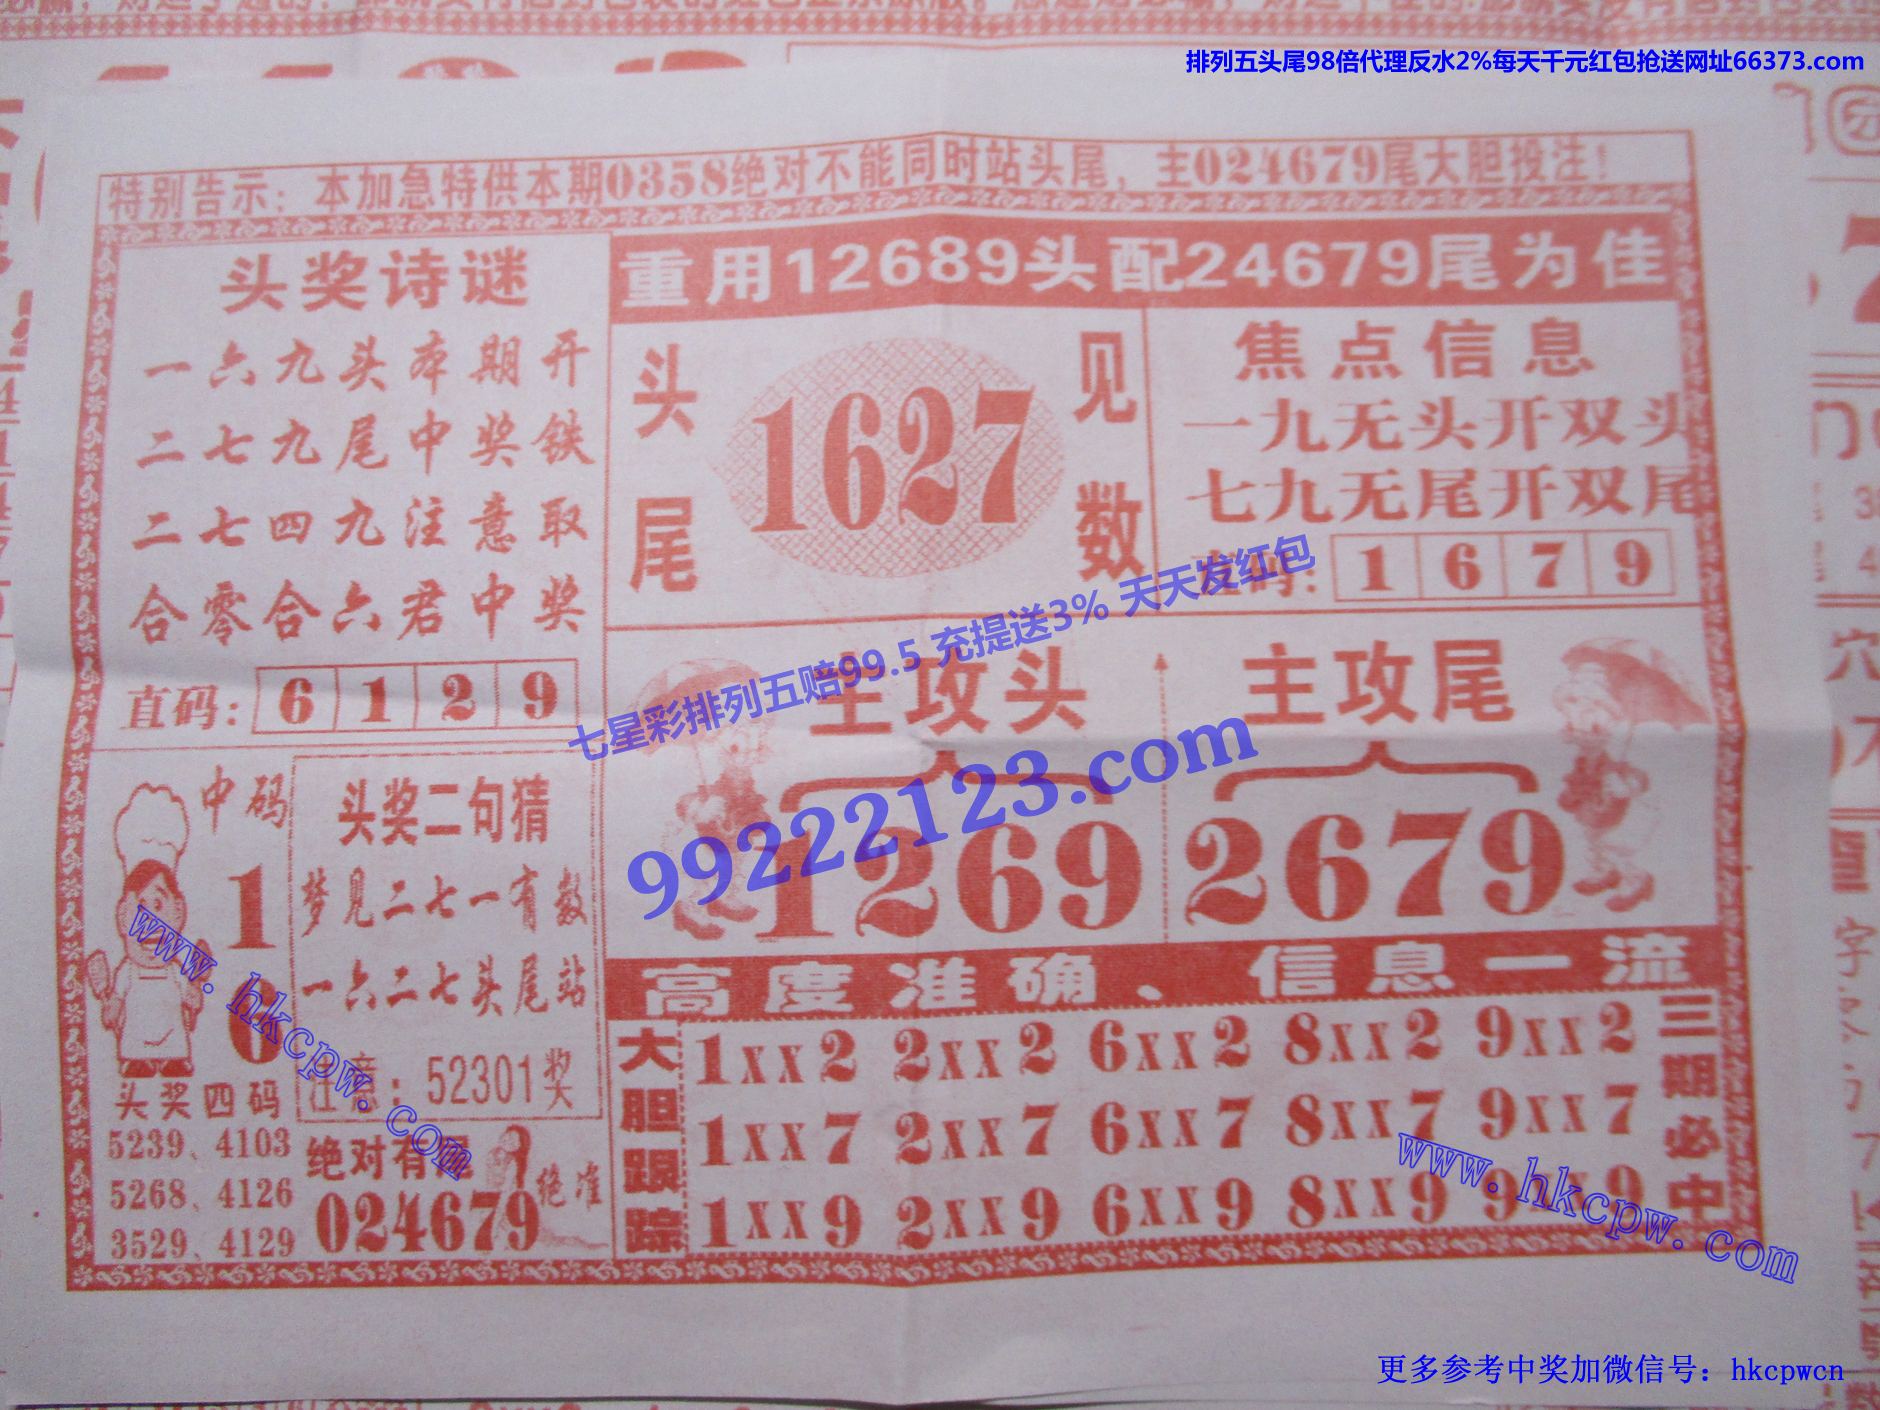 排列五头尾98倍代理反水2%每天千元红包抢送网址66373.com
特别告示：本加急特供本期0358绝对不能同时站头尾，主024679尾大胆投注！
头奖诗谜
一六九头本期开
二七九尾中奖铁
二七四九注意取
合零合六君中奖
直码：6129
重用12689头配24679尾为佳
头尾
1627
见数
焦点信息
一九无头开双头
七九无尾开双尾
码：1679
七星彩排列五赔99.5 充提送3% 天天发红包
99222123.com
主攻头
1269
主攻尾
2679
中码
1
6
头奖四码
5239、4103
5268、4126
3529、4129
头奖二句猜
梦见二七一有数
一六二七头尾站
注意：52301奖
绝对有尾
024679
绝准
高度准确、信息一流
大胆跟踪
1xx2 2xx2 6xx2 8xx2 9xx2
1xx7 2xx7 6xx7 8xx7 9xx7
1xx9 2xx9 6xx9 8xx9 9xx9
三期必中
www.hkcpw.com
www.hkcpw.com
更多参考中奖加微信号：hkcpwcn